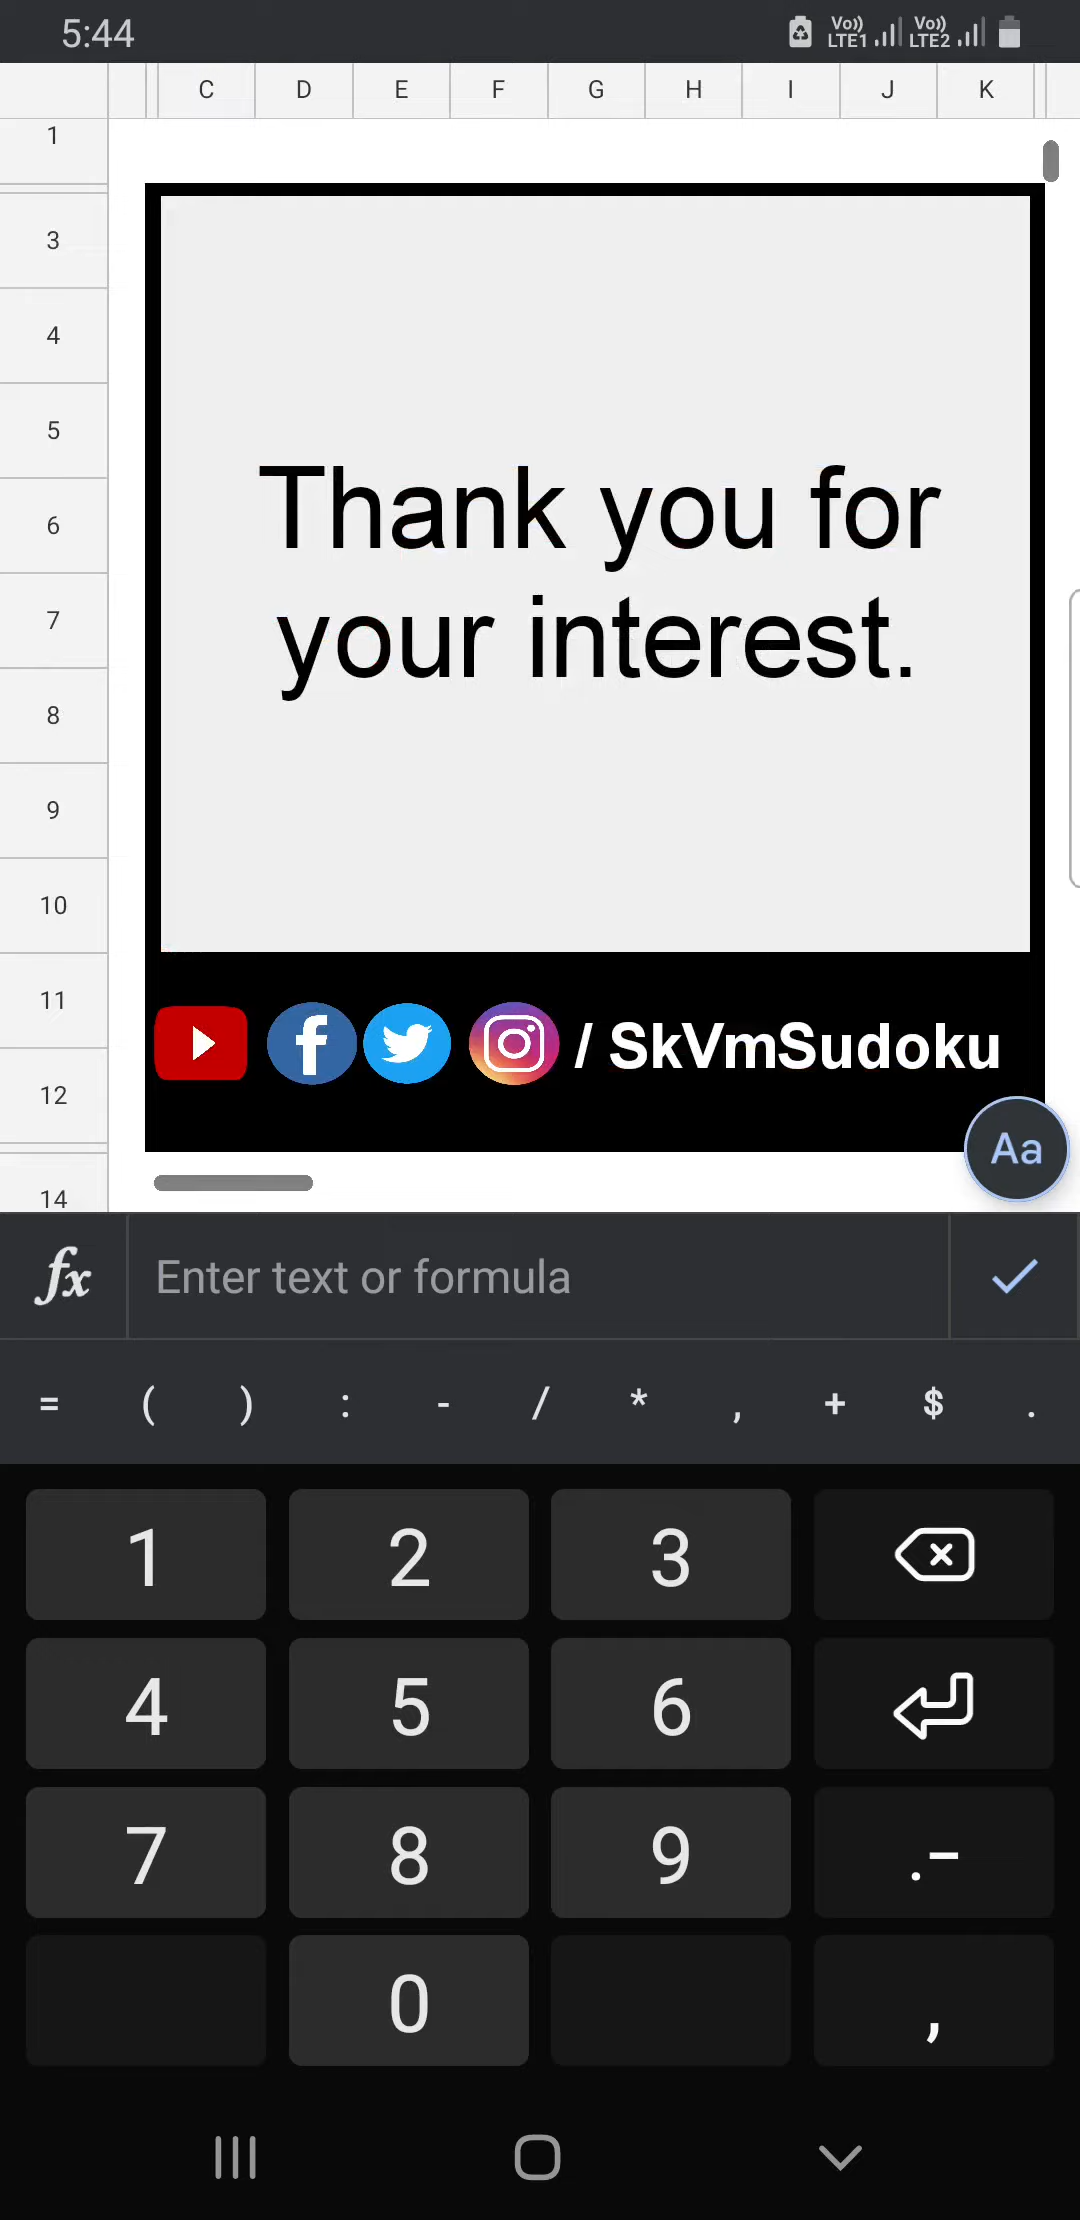 5:44
Vo)) LTE1 Vo)) LTE2
C D E F G H I J K
1
3
4
5
6
7
8
9
10
11
12
14
Thank you for
your interest.
/ SkVmSudoku
Aa
fx Enter text or formula
= ( ) : - / * , + $ .
1 2 3
4 5 6
7 8 9 .-
0 ,